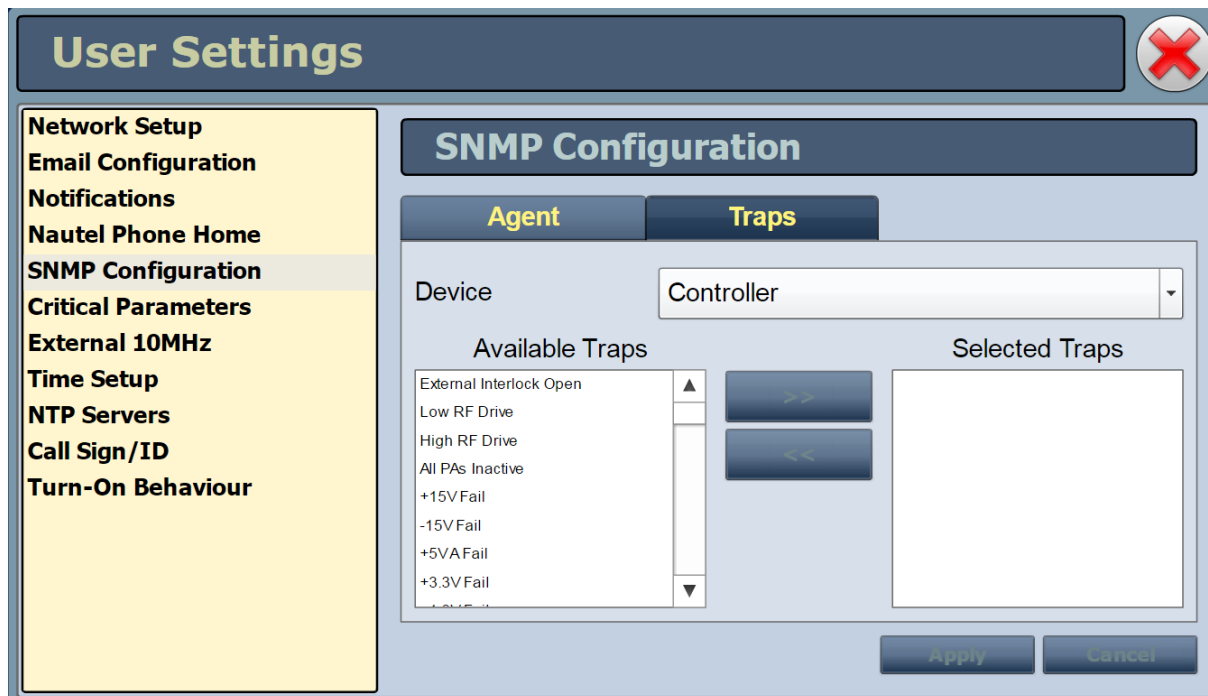 User Settings
Network Setup
Email Configuration
Notifications
Nautel Phone Home
SNMP Configuration
Critical Parameters
External 10MHz
Time Setup
NTP Servers
Call Sign/ID
Turn-On Behaviour
SNMP Configuration
Agent Traps
Device Controller
Available Traps Selected Traps
External Interlock Open
Low RF Drive
High RF Drive
All PAs Inactive
+15V Fail
-15V Fail
+5VA Fail
+3.3V Fail
>>
<<
Apply Cancel